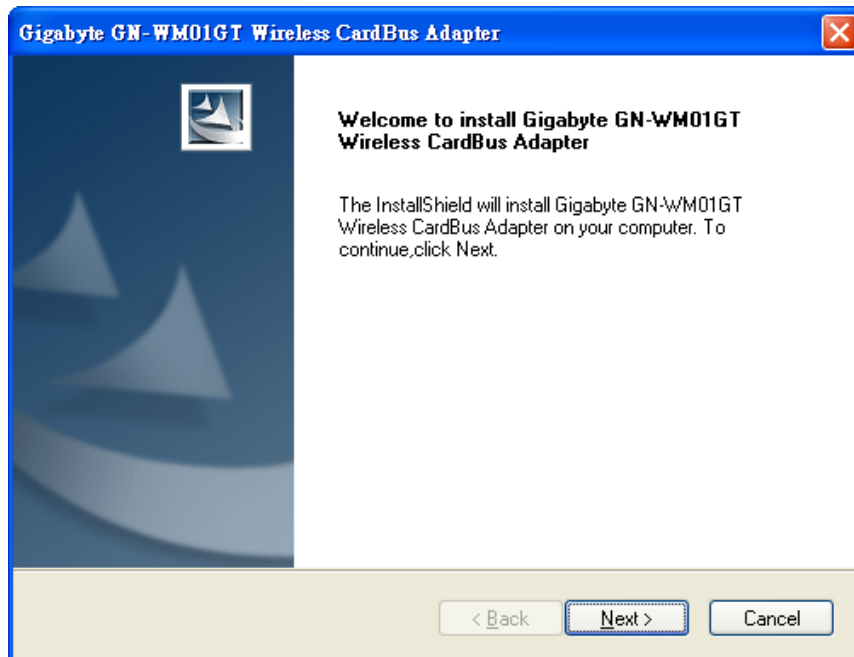 Gigabyte GN-WM01GT Wireless CardBus Adapter
Welcome to install Gigabyte GN-WM01GT
Wireless CardBus Adapter
The InstallShield will install Gigabyte GN-WM01GT
Wireless CardBus Adapter on your computer. To
continue,click Next.
< Back Next > Cancel